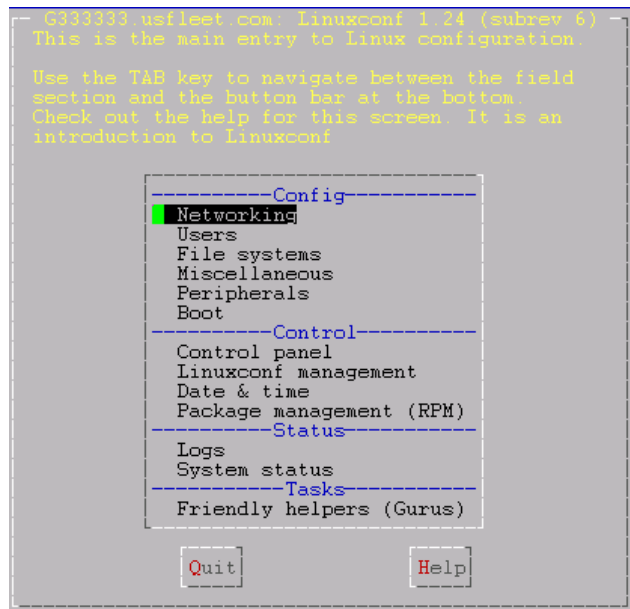 G333333.usfleet.com: Linuxconf 1.24 (subrev 6)
This is the main entry to Linux configuration.
Use the TAB key to navigate between the field
section and the button bar at the bottom.
Check out the help for this screen. It is an
introduction to Linuxconf
Config
Networking
Users
File systems
Miscellaneous
Peripherals
Boot
Control
Control panel
Linuxconf management
Date & time
Package management (RPM)
Status
Logs
System status
Tasks
Friendly helpers (Gurus)
Quit Help